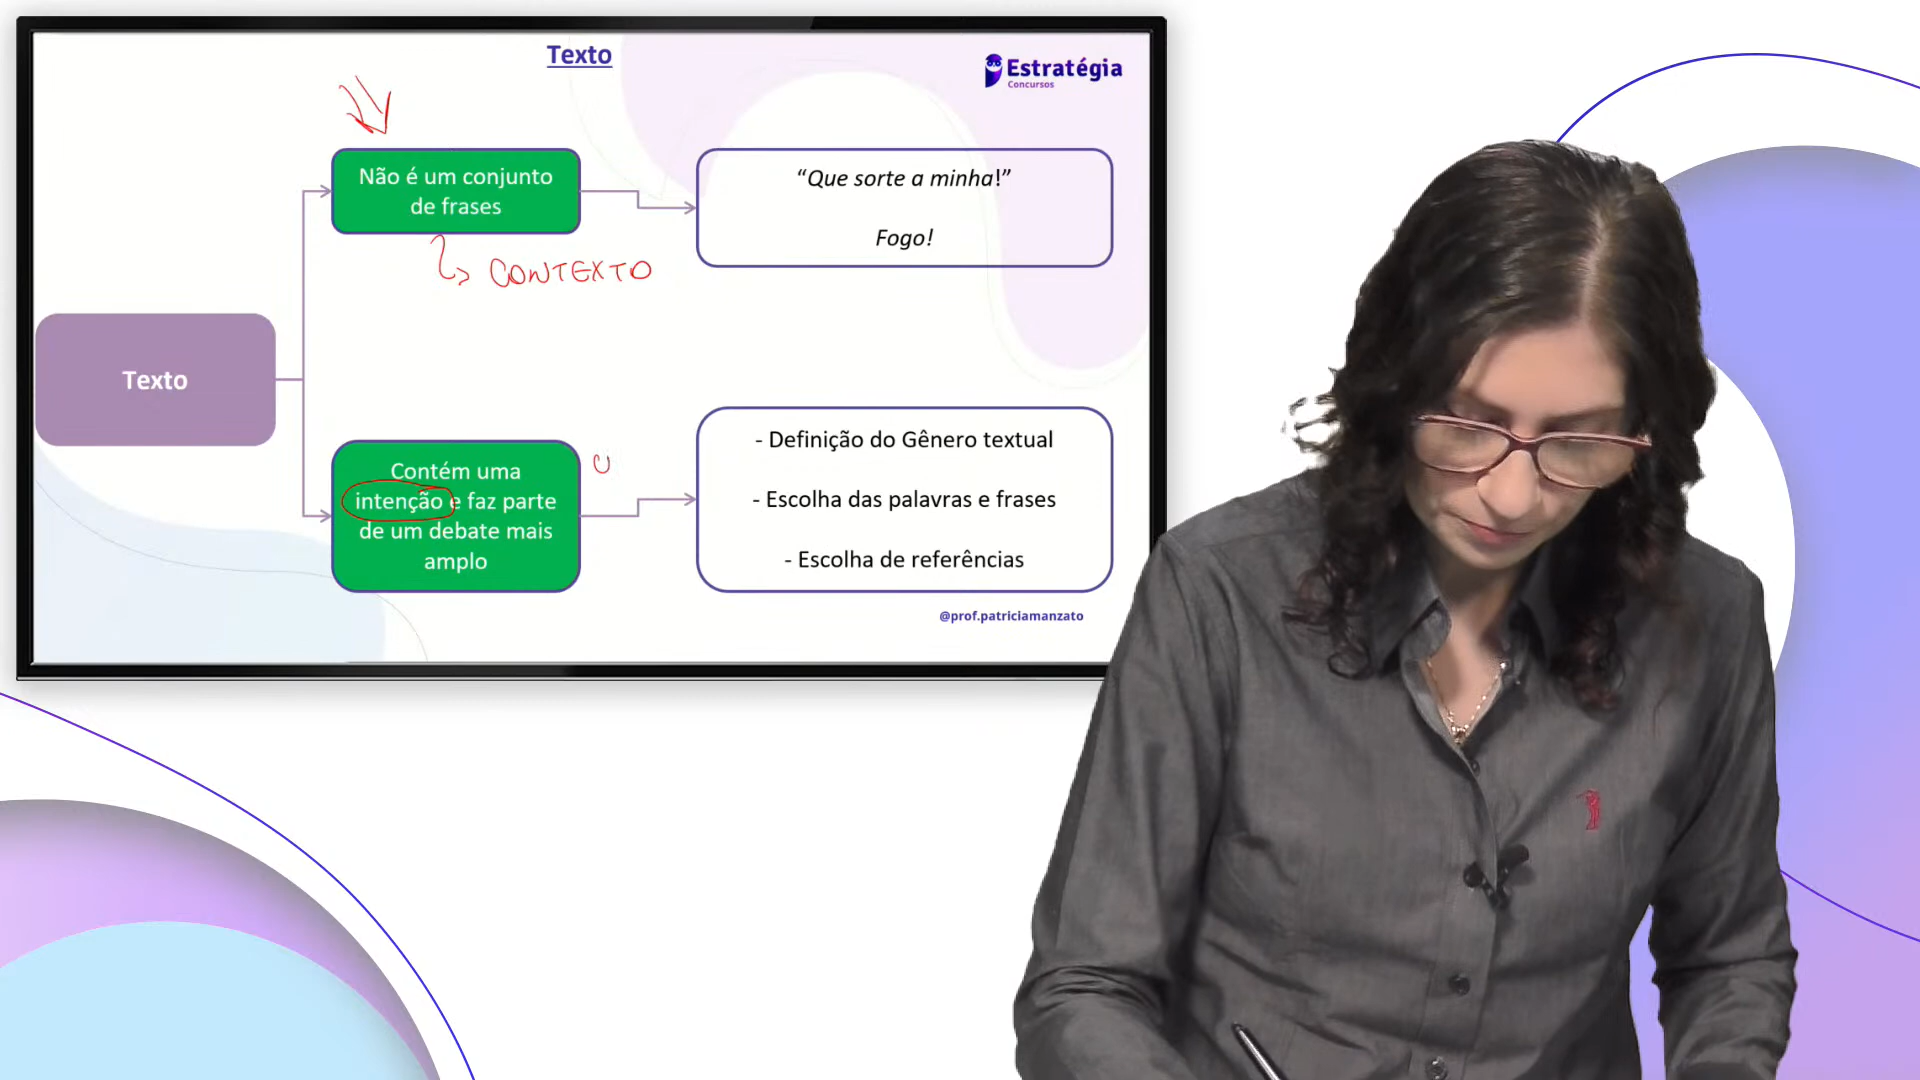 Texto
Estratégia
Concursos
Não é um conjunto
de frases
“Que sorte a minha!”
Fogo!
CONTEXTO
Texto
Contém uma
intenção e faz parte
de um debate mais
amplo
- Definição do Gênero textual
- Escolha das palavras e frases
- Escolha de referências
@prof.patriciamanzato